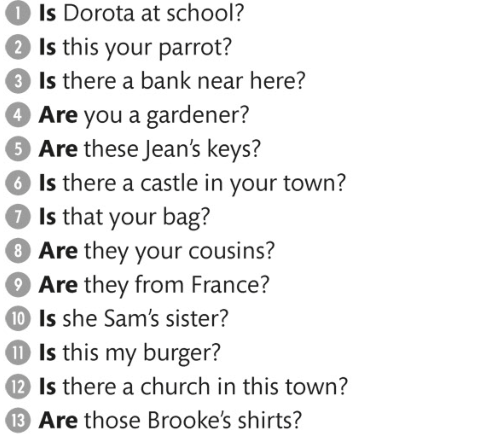 1 Is Dorota at school?
2 Is this your parrot?
3 Is there a bank near here?
4 Are you a gardener?
5 Are these Jean's keys?
6 Is there a castle in your town?
7 Is that your bag?
8 Are they your cousins?
9 Are they from France?
10 Is she Sam's sister?
11 Is this my burger?
12 Is there a church in this town?
13 Are those Brooke's shirts?